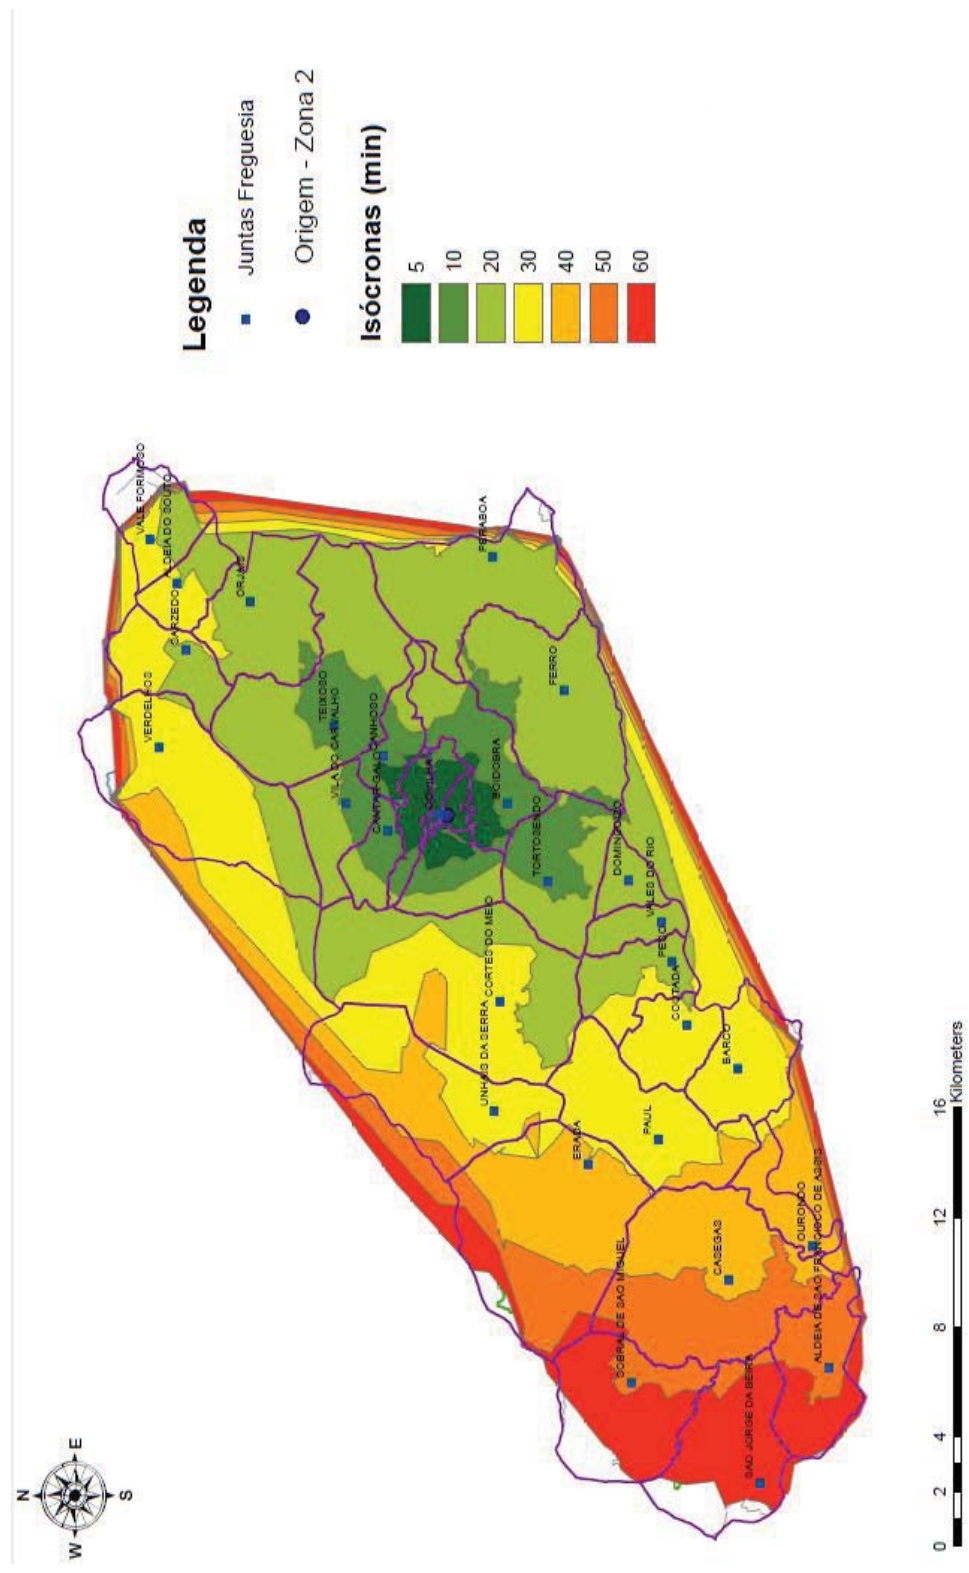 N
W
E
S
Legenda
Juntas Freguesia
Origem - Zona 2
Isócronas (min)
5
10
20
30
40
50
60
VALE FORMOSO
ALDEIA DO SOUTO
SARZEDO
ORJAIS
VERDELHOS
TEIXOSO
VILA DO CARVALHO
CANHOSO
CANTAR-GALO
COVILHA
PERABOA
FERRO
BOIDOBRA
TORTOSENDO
DOMINGUIZO
VALES DO RIO
PESO
COUTADA
CORTES DO MEIO
UNHAIS DA SERRA
BARCO
PAUL
ERADA
OURONDO
CASEGAS
SOBRAL DE SAO MIGUEL
ALDEIA DE SAO FRANCISCO DE ASSIS
SAO JORGE DA BEIRA
0 2 4 8 12 16
Kilometers